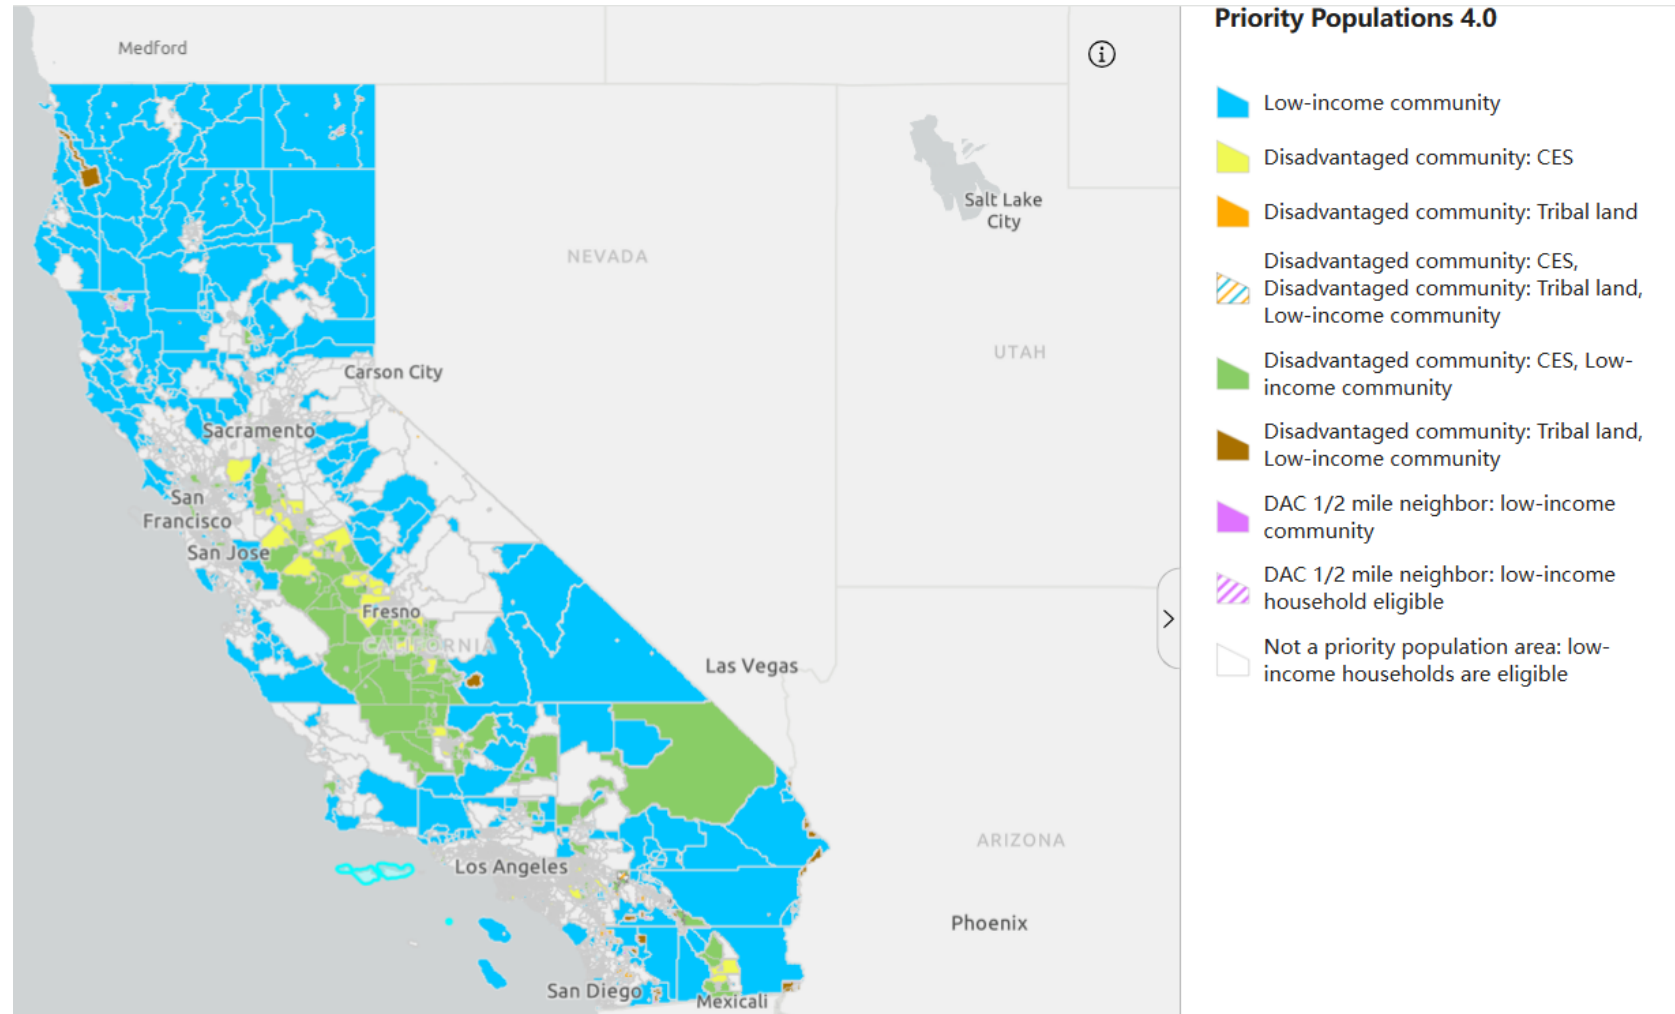 Priority Populations 4.0
Low-income community
Disadvantaged community: CES
Disadvantaged community: Tribal land
Disadvantaged community: CES,
Disadvantaged community: Tribal land,
Low-income community
Disadvantaged community: CES, Low-
income community
Disadvantaged community: Tribal land,
Low-income community
DAC 1/2 mile neighbor: low-income
community
DAC 1/2 mile neighbor: low-income
household eligible
Not a priority population area: low-
income households are eligible
Medford
Salt Lake
City
NEVADA
UTAH
Carson City
Sacramento
San
Francisco
San Jose
Fresno
CALIFORNIA
Las Vegas
ARIZONA
Los Angeles
Phoenix
San Diego
Mexicali